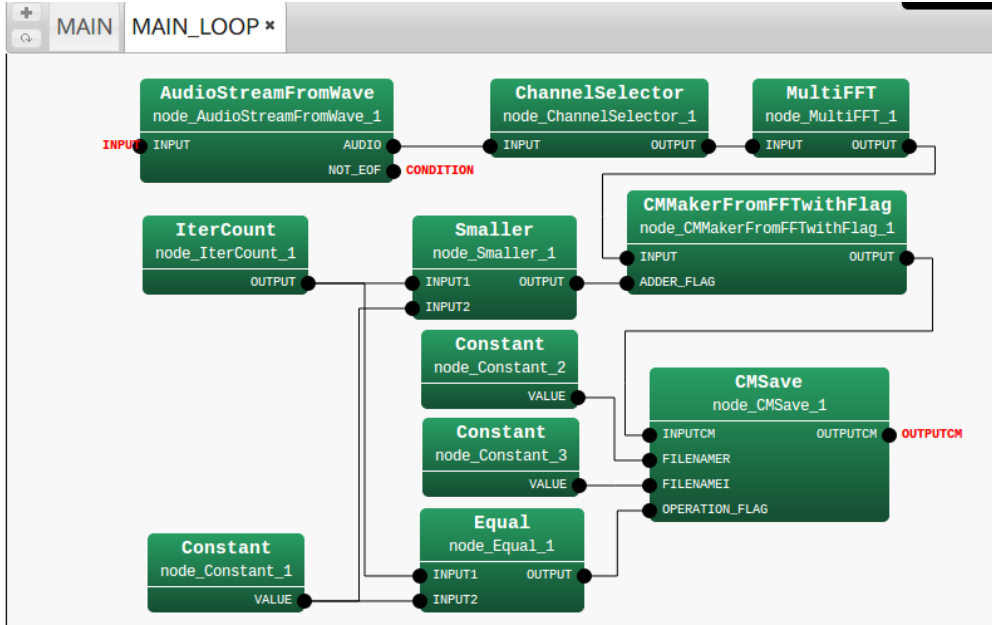 MAIN
MAIN_LOOP
AudioStreamFromWave
node_AudioStreamFromWave_1
INPUT
INPUT
AUDIO
NOT_EOF
CONDITION
ChannelSelector
node_ChannelSelector_1
INPUT
OUTPUT
MultiFFT
node_MultiFFT_1
INPUT
OUTPUT
IterCount
node_IterCount_1
OUTPUT
Smaller
node_Smaller_1
INPUT1
OUTPUT
INPUT2
CMMakerFromFFTwithFlag
node_CMMakerFromFFTwithFlag_1
INPUT
OUTPUT
ADDER_FLAG
Constant
node_Constant_2
VALUE
Constant
node_Constant_3
VALUE
CMSave
node_CMSave_1
INPUTCM
OUTPUTCM
OUTPUTCM
FILENAMER
FILENAMEI
OPERATION_FLAG
Constant
node_Constant_1
VALUE
Equal
node_Equal_1
INPUT1
OUTPUT
INPUT2